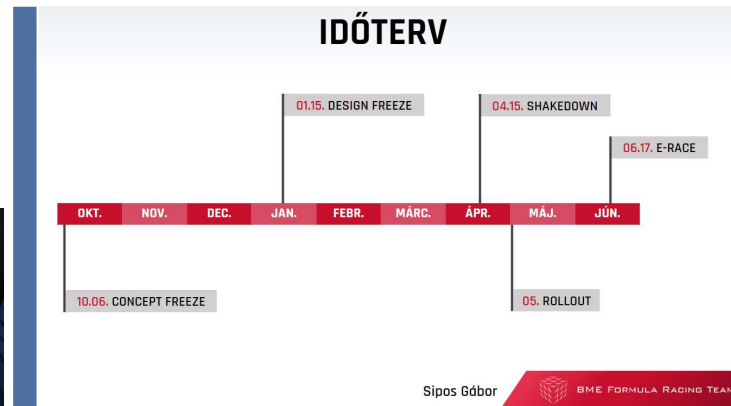 IDŐTERV
01.15. DESIGN FREEZE
04.15. SHAKEDOWN
06.17. E-RACE
OKT. NOV. DEC. JAN. FEBR. MÁRC. ÁPR. MÁJ. JÚN.
10.06. CONCEPT FREEZE
05. ROLLOUT
Sipos Gábor
BME FORMULA RACING TEAM